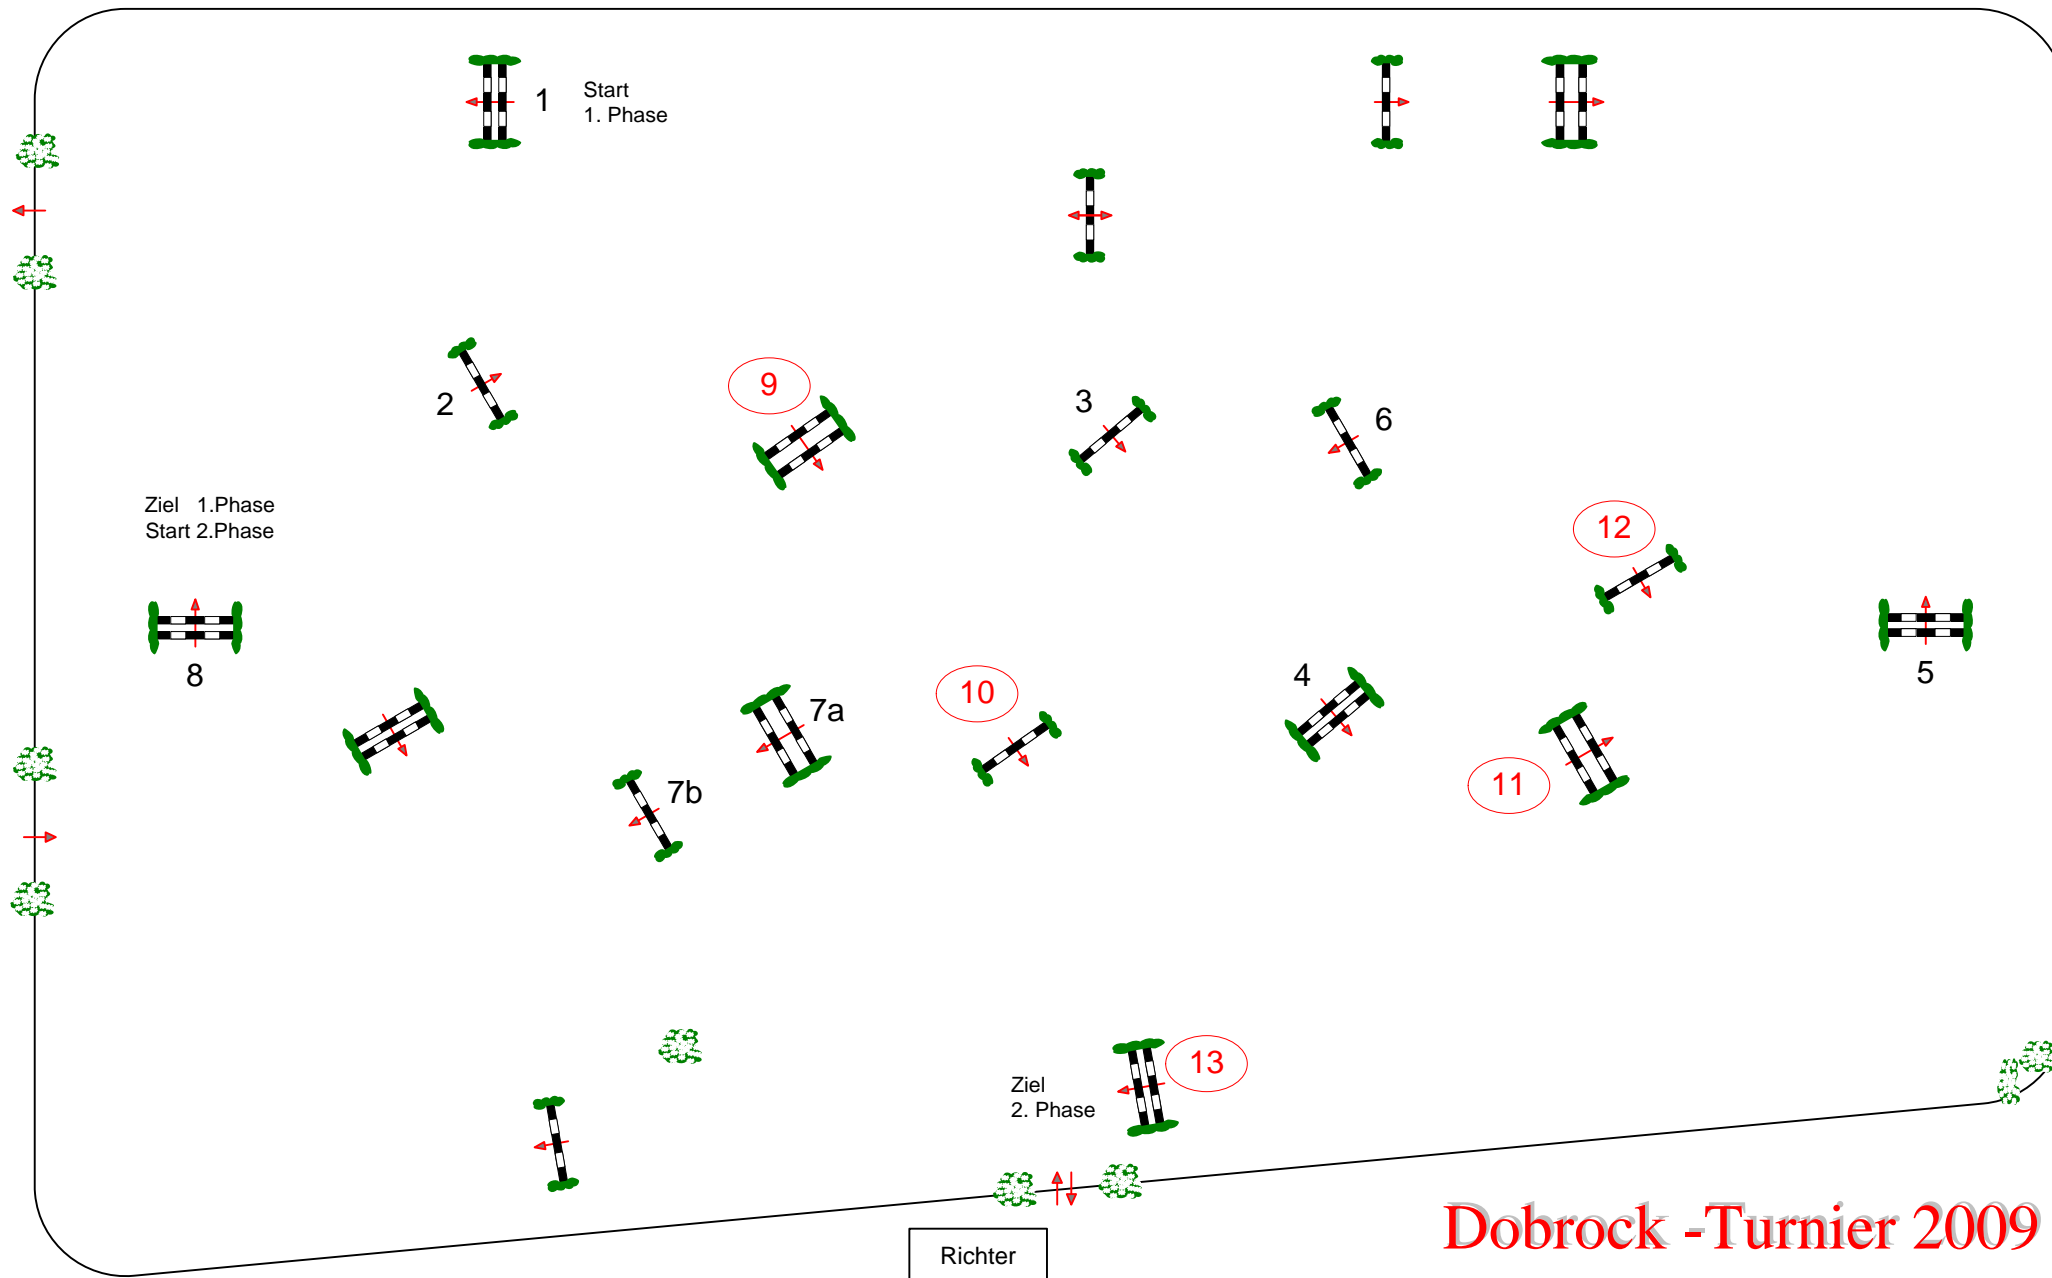 1
Start
1. Phase
2
9
3
6
Ziel   1.Phase
Start 2.Phase
12
8
7a
10
4
5
7b
11
13
Ziel
2. Phase
Richter
Dobrock -Turnier 2009